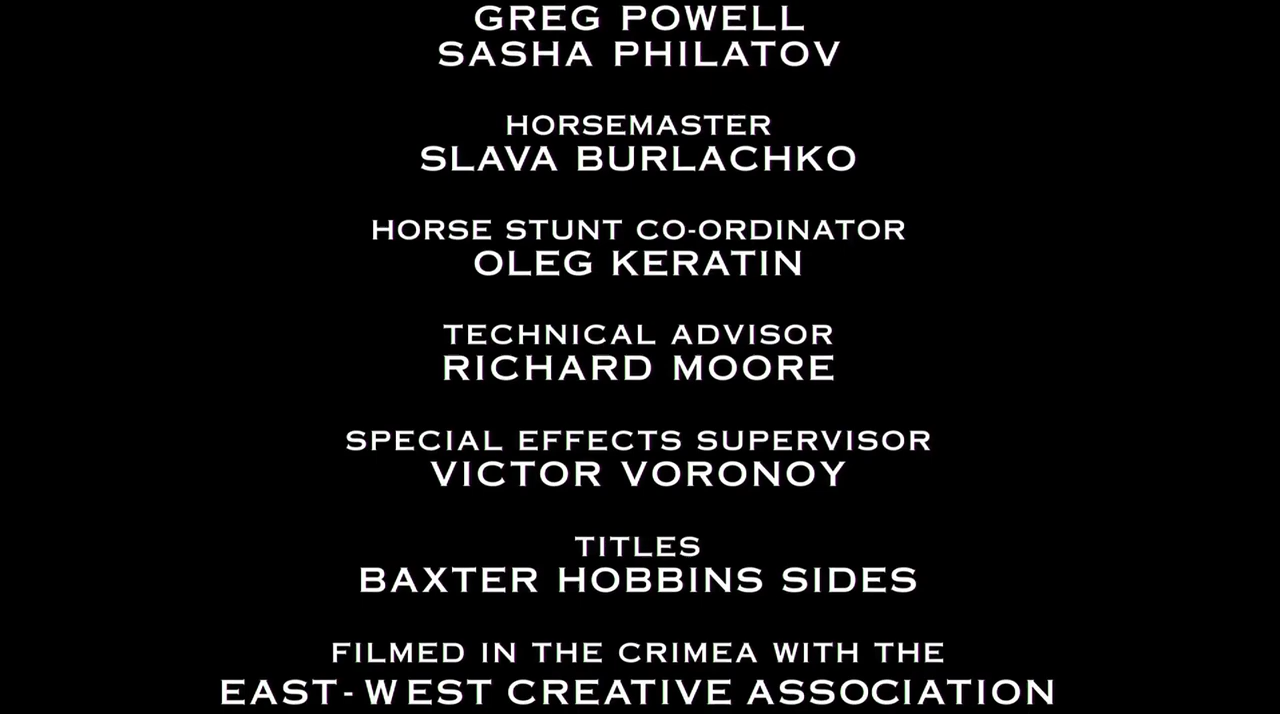 GREG POWELL
SASHA PHILATOV
HORSEMASTER
SLAVA BURLACHKO
HORSE STUNT CO-ORDINATOR
OLEG KERATIN
TECHNICAL ADVISOR
RICHARD MOORE
SPECIAL EFFECTS SUPERVISOR
VICTOR VORONOY
TITLES
BAXTER HOBBINS SIDES
FILMED IN THE CRIMEA WITH THE
EAST-WEST CREATIVE ASSOCIATION